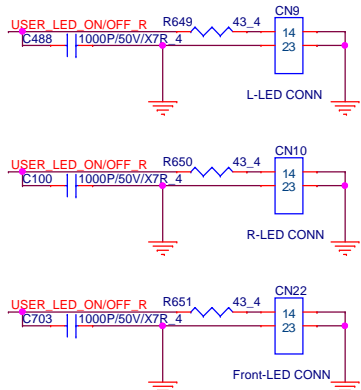 CN9
USER_LED_ON/OFF_R
R649 43_4
C488 1000P/50V/X7R_4
14
23
L-LED CONN
CN10
USER_LED_ON/OFF_R
R650 43_4
C100 1000P/50V/X7R_4
14
23
R-LED CONN
CN22
USER_LED_ON/OFF_R
R651 43_4
C703 1000P/50V/X7R_4
14
23
Front-LED CONN